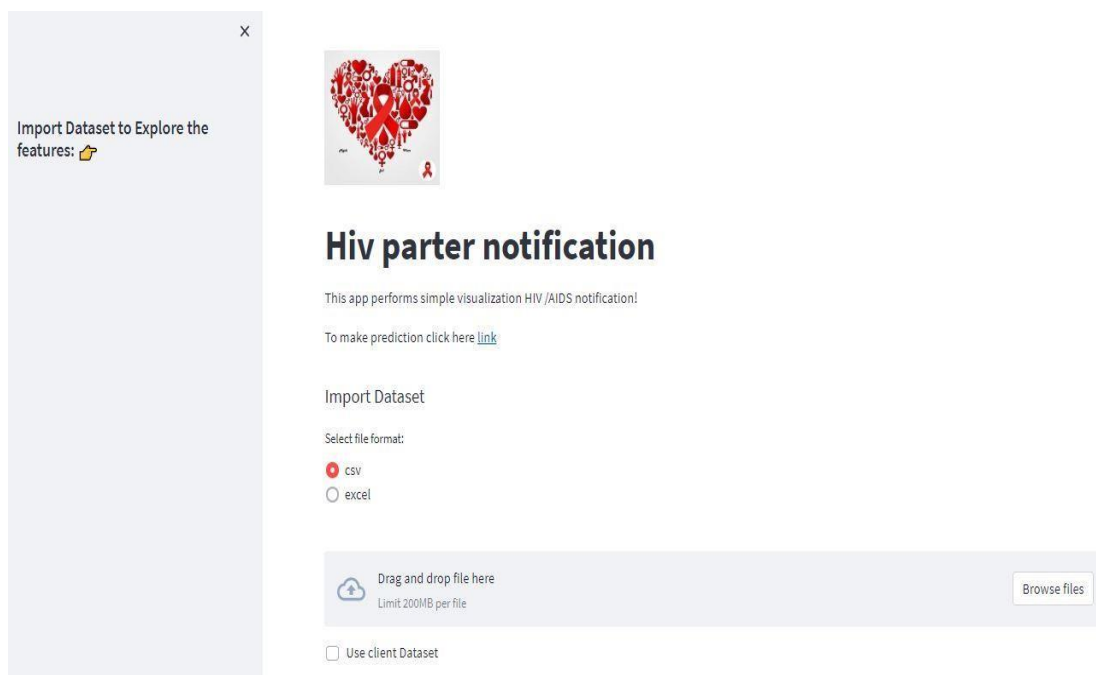 ×
Import Dataset to Explore the
features: 👉
Hiv parter notification
This app performs simple visualization HIV /AIDS notification!
To make prediction click here link
Import Dataset
Select file format:
csv
excel
Drag and drop file here
Limit 200MB per file
Browse files
Use client Dataset